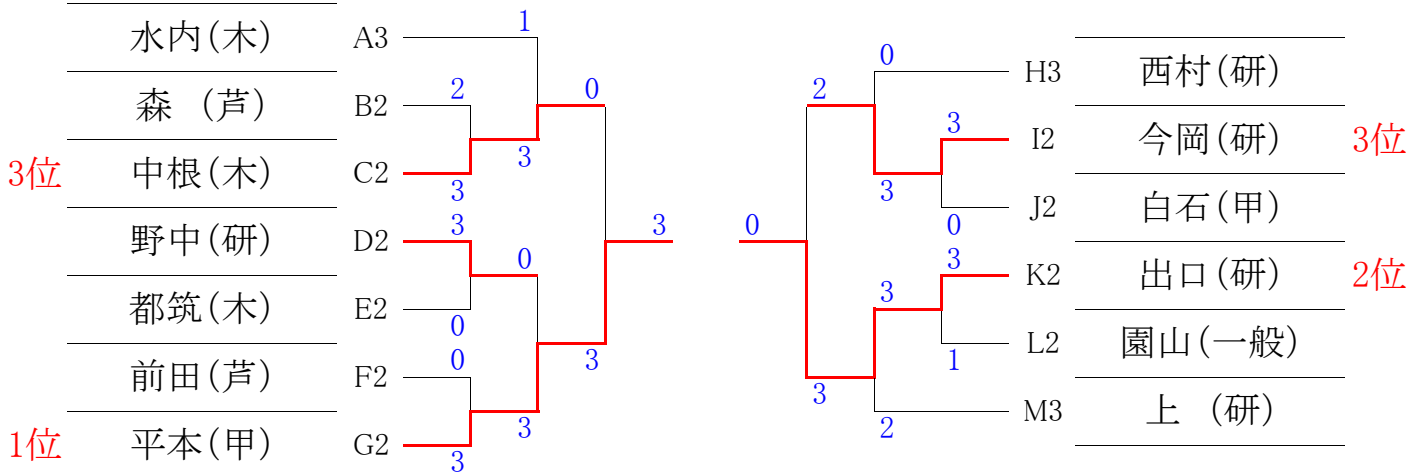 1
水内(木) A3
0
H3 西村(研)
2
0
2
森 (芦) B2
3
I2 今岡(研) 3位
3
3
3位 中根(木) C2
3
J2 白石(甲)
0
3
3
0
野中(研) D2
0
3
K2 出口(研) 2位
3
都筑(木) E2
0
0
3
L2 園山(一般)
1
前田(芦) F2
3
M3 上 (研)
2
3
1位 平本(甲) G2
3